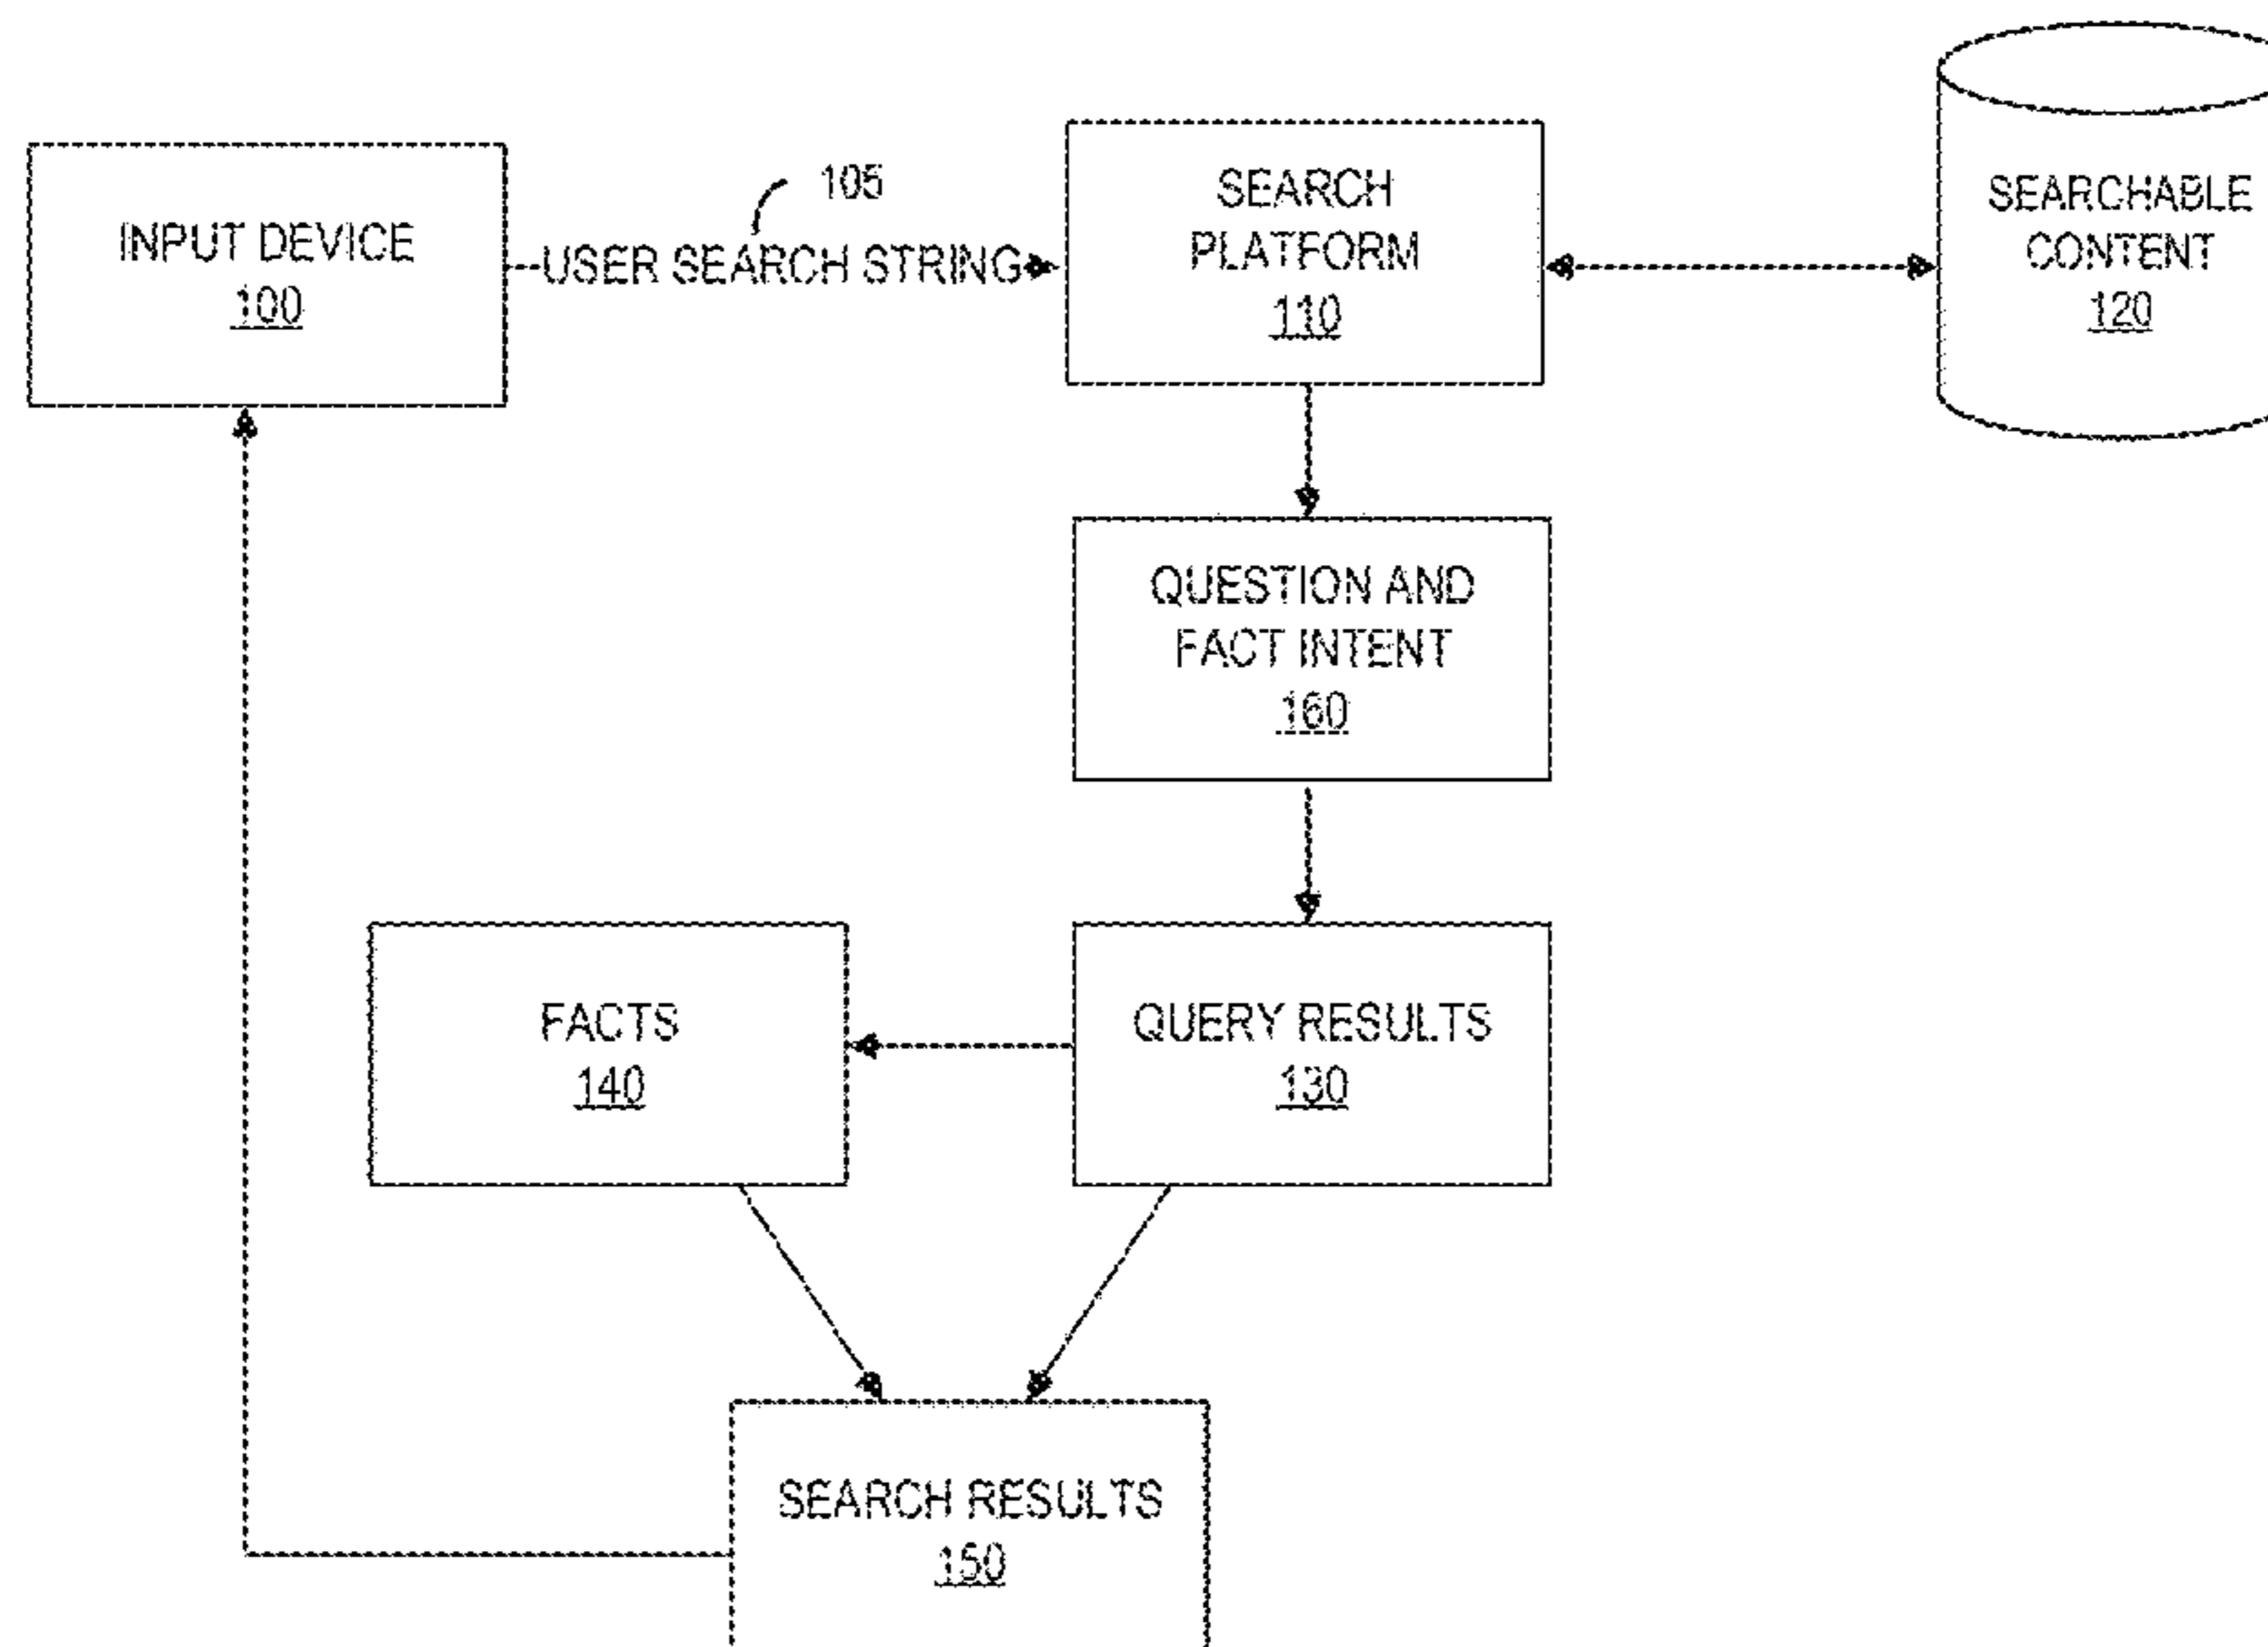 INPUT DEVICE
100
105
USER SEARCH STRING
SEARCH
PLATFORM
110
SEARCHABLE
CONTENT
120
QUESTION AND
FACT INTENT
160
FACTS
140
QUERY RESULTS
130
SEARCH RESULTS
150